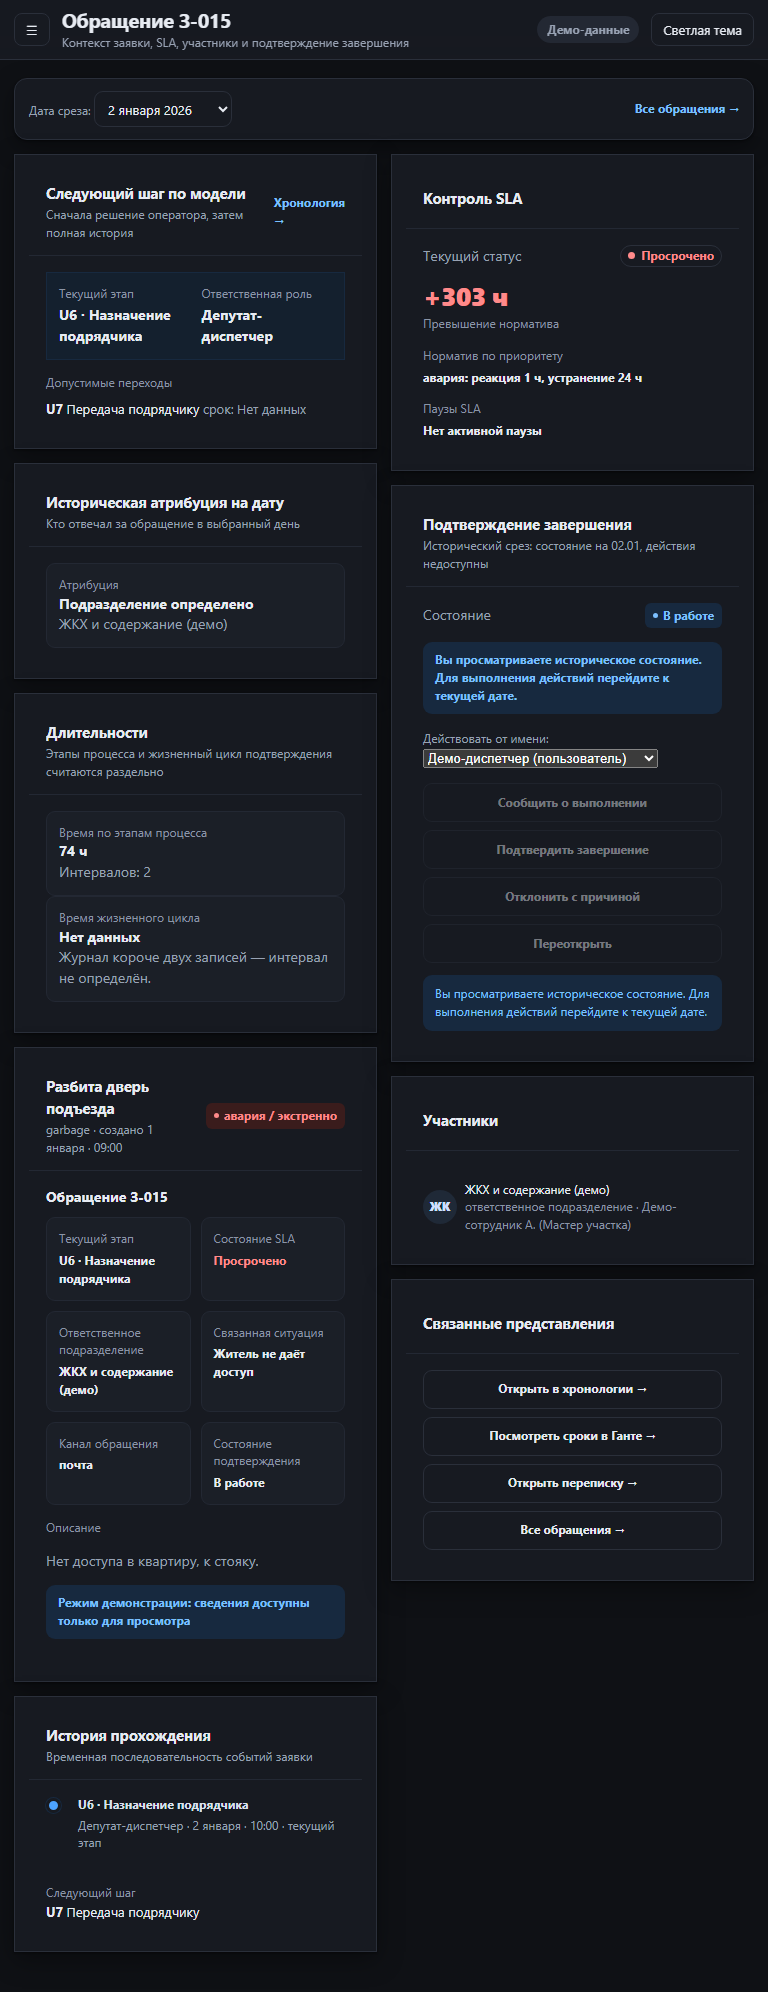 ☰
Обращение З-015
Контекст заявки, SLA, участники и подтверждение завершения
Демо-данные
Светлая тема
Дата среза:
2 января 2026
Все обращения →
Следующий шаг по модели
Сначала решение оператора, затем
полная история
Хронология
→
Текущий этап
U6 · Назначение
подрядчика
Ответственная роль
Депутат-
диспетчер
Допустимые переходы
U7 Передача подрядчику срок: Нет данных
Историческая атрибуция на дату
Кто отвечал за обращение в выбранный день
Атрибуция
Подразделение определено
ЖКХ и содержание (демо)
Длительности
Этапы процесса и жизненный цикл подтверждения
считаются раздельно
Время по этапам процесса
74 ч
Интервалов: 2
Время жизненного цикла
Нет данных
Журнал короче двух записей — интервал
не определён.
Разбита дверь
подъезда
garbage · создано 1
января · 09:00
авария / экстренно
Обращение З-015
Текущий этап
U6 · Назначение
подрядчика
Состояние SLA
Просрочено
Ответственное
подразделение
ЖКХ и содержание
(демо)
Связанная ситуация
Житель не даёт
доступ
Канал обращения
почта
Состояние
подтверждения
В работе
Описание
Нет доступа в квартиру, к стояку.
Режим демонстрации: сведения доступны
только для просмотра
История прохождения
Временная последовательность событий заявки
U6 · Назначение подрядчика
Депутат-диспетчер · 2 января · 10:00 · текущий
этап
Следующий шаг
U7 Передача подрядчику
Контроль SLA
Текущий статус
Просрочено
+303 ч
Превышение норматива
Норматив по приоритету
авария: реакция 1 ч, устранение 24 ч
Паузы SLA
Нет активной паузы
Подтверждение завершения
Исторический срез: состояние на 02.01, действия
недоступны
Состояние
В работе
Вы просматриваете историческое состояние.
Для выполнения действий перейдите к
текущей дате.
Действовать от имени:
Демо-диспетчер (пользователь)
Сообщить о выполнении
Подтвердить завершение
Отклонить с причиной
Переоткрыть
Вы просматриваете историческое состояние. Для
выполнения действий перейдите к текущей дате.
Участники
ЖК
ЖКХ и содержание (демо)
ответственное подразделение · Демо-
сотрудник А. (Мастер участка)
Связанные представления
Открыть в хронологии →
Посмотреть сроки в Ганте →
Открыть переписку →
Все обращения →